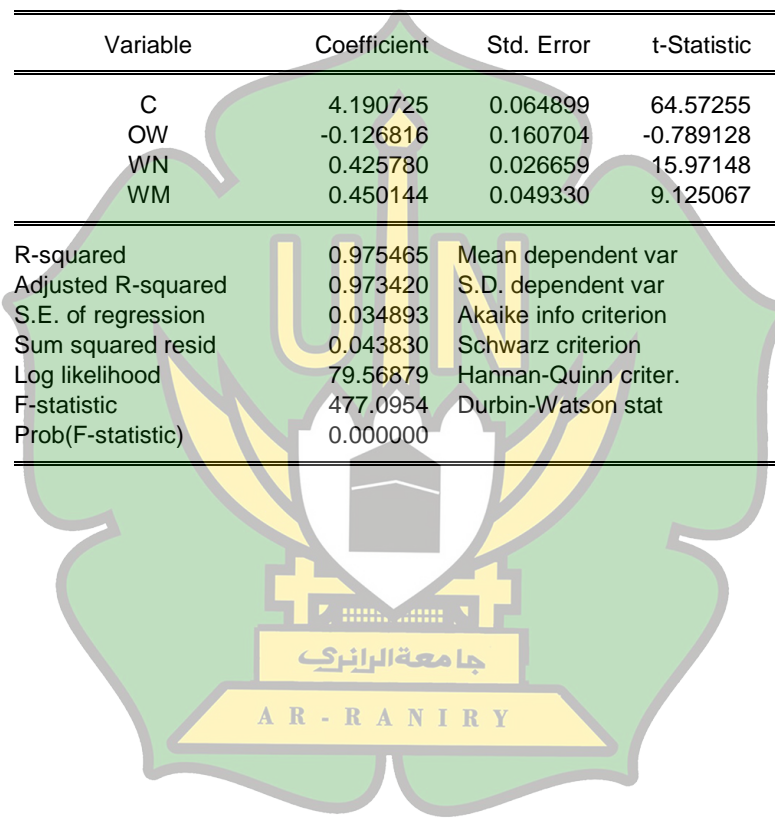 Variable Coefficient Std. Error t-Statistic
C 4.190725 0.064899 64.57255
OW -0.126816 0.160704 -0.789128
WN 0.425780 0.026659 15.97148
WM 0.450144 0.049330 9.125067
R-squared 0.975465 Mean dependent var
Adjusted R-squared 0.973420 S.D. dependent var
S.E. of regression 0.034893 Akaike info criterion
Sum squared resid 0.043830 Schwarz criterion
Log likelihood 79.56879 Hannan-Quinn criter.
F-statistic 477.0954 Durbin-Watson stat
Prob(F-statistic) 0.000000
UIN
جامعةالرانرى
AR-RANIRY